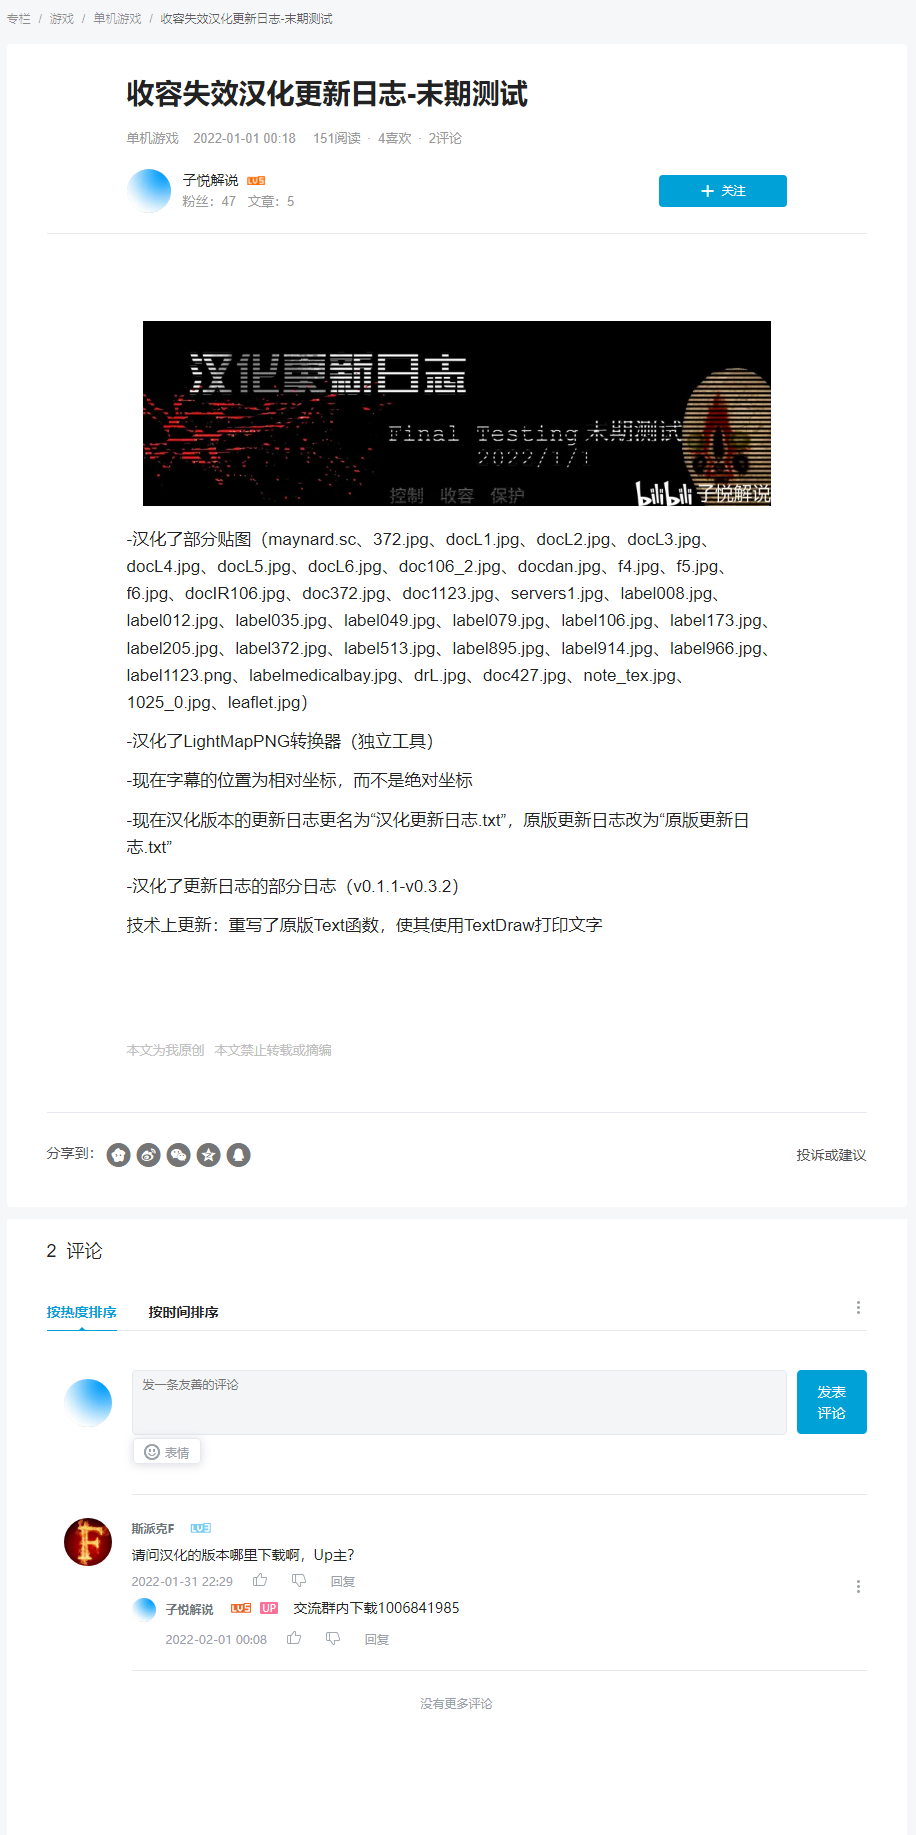 专栏 / 游戏 / 单机游戏 / 收容失效汉化更新日志-末期测试
收容失效汉化更新日志-末期测试
单机游戏 2022-01-01 00:18 151阅读 · 4喜欢 · 2评论
子悦解说 LV5
粉丝：47 文章：5
+ 关注
汉化更新日志
Final Testing 末期测试
2022/1/1
控制 收容 保护
bilibili 子悦解说
-汉化了部分贴图（maynard.sc、372.jpg、docL1.jpg、docL2.jpg、docL3.jpg、
docL4.jpg、docL5.jpg、docL6.jpg、doc106_2.jpg、docdan.jpg、f4.jpg、f5.jpg、
f6.jpg、docIR106.jpg、doc372.jpg、doc1123.jpg、servers1.jpg、label008.jpg、
label012.jpg、label035.jpg、label049.jpg、label079.jpg、label106.jpg、label173.jpg、
label205.jpg、label372.jpg、label513.jpg、label895.jpg、label914.jpg、label966.jpg、
label1123.png、labelmedicalbay.jpg、drL.jpg、doc427.jpg、note_tex.jpg、
1025_0.jpg、leaflet.jpg）
-汉化了LightMapPNG转换器（独立工具）
-现在字幕的位置为相对坐标，而不是绝对坐标
-现在汉化版本的更新日志更名为“汉化更新日志.txt”，原版更新日志改为“原版更新日
志.txt”
-汉化了更新日志的部分日志（v0.1.1-v0.3.2）
技术上更新：重写了原版Text函数，使其使用TextDraw打印文字
本文为我原创 本文禁止转载或摘编
分享到：
投诉或建议
2 评论
按热度排序 按时间排序
发一条友善的评论
发表
评论
表情
斯派克F LV3
请问汉化的版本哪里下载啊，Up主？
2022-01-31 22:29 回复
子悦解说 LV5 UP 交流群内下载1006841985
2022-02-01 00:08 回复
没有更多评论